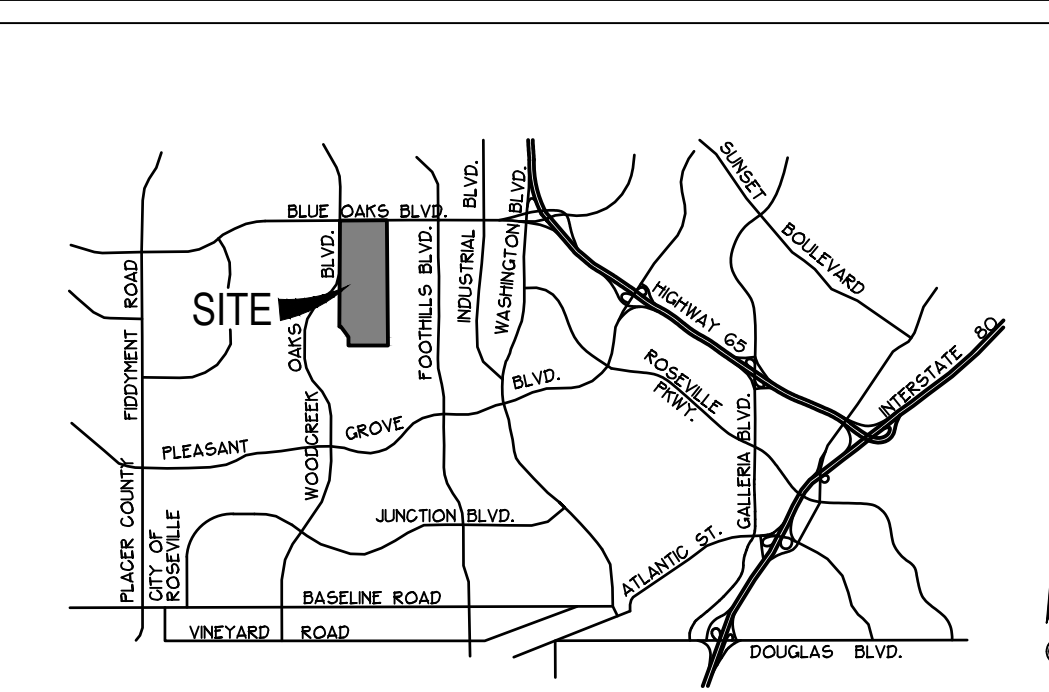 SUNSET
BOULEVARD
BLUE OAKS BLVD.
INDUSTRIAL BLVD.
WASHINGTON BLVD.
FOOTHILLS BLVD.
WOODCREEK OAKS BLVD.
SITE
FIDDYMENT ROAD
HIGHWAY 65
INTERSTATE 80
ROSEVILLE
PKWY.
PLEASANT GROVE BLVD.
GALLERIA BLVD.
JUNCTION BLVD.
ATLANTIC ST.
PLACER COUNTY
CITY OF
ROSEVILLE
BASELINE ROAD
VINEYARD ROAD
DOUGLAS BLVD.